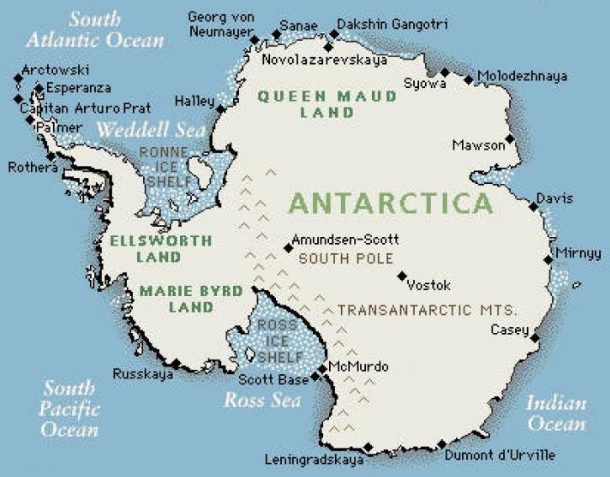 South
Atlantic Ocean
Georg von
Neumayer
Sanae
Dakshin Gangotri
Novolazarevskaya
Syowa
Molodezhnaya
Arctowski
Esperanza
Capitan Arturo Prat
Palmer
Rothera
Halley
Weddell Sea
QUEEN MAUD
LAND
Mawson
RONNE
ICE
SHELF
ANTARCTICA
Davis
ELLSWORTH
LAND
Amundsen-Scott
SOUTH POLE
Mirnyy
Vostok
MARIE BYRD
LAND
TRANSANTARCTIC MTS.
ROSS
ICE
SHELF
Casey
Russkaya
McMurdo
Scott Base
Ross Sea
South
Pacific
Ocean
Indian
Ocean
Leningradskaya
Dumont d'Urville